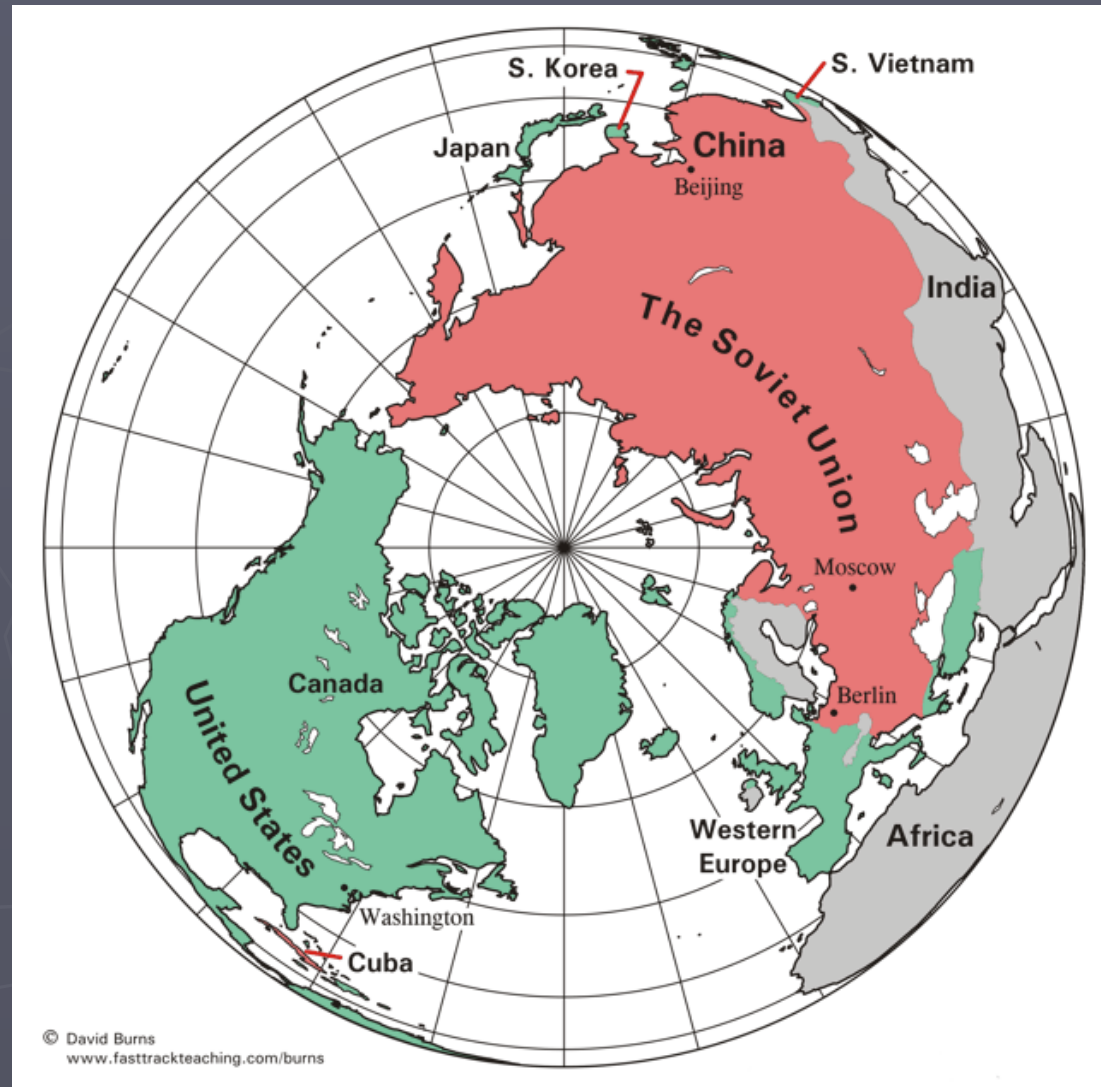 S. Korea
S. Vietnam
Japan
China
Beijing
India
The Soviet Union
Moscow
Canada
Berlin
United States
Western
Europe
Africa
Washington
Cuba
© David Burns
www.fasttrackteaching.com/burns